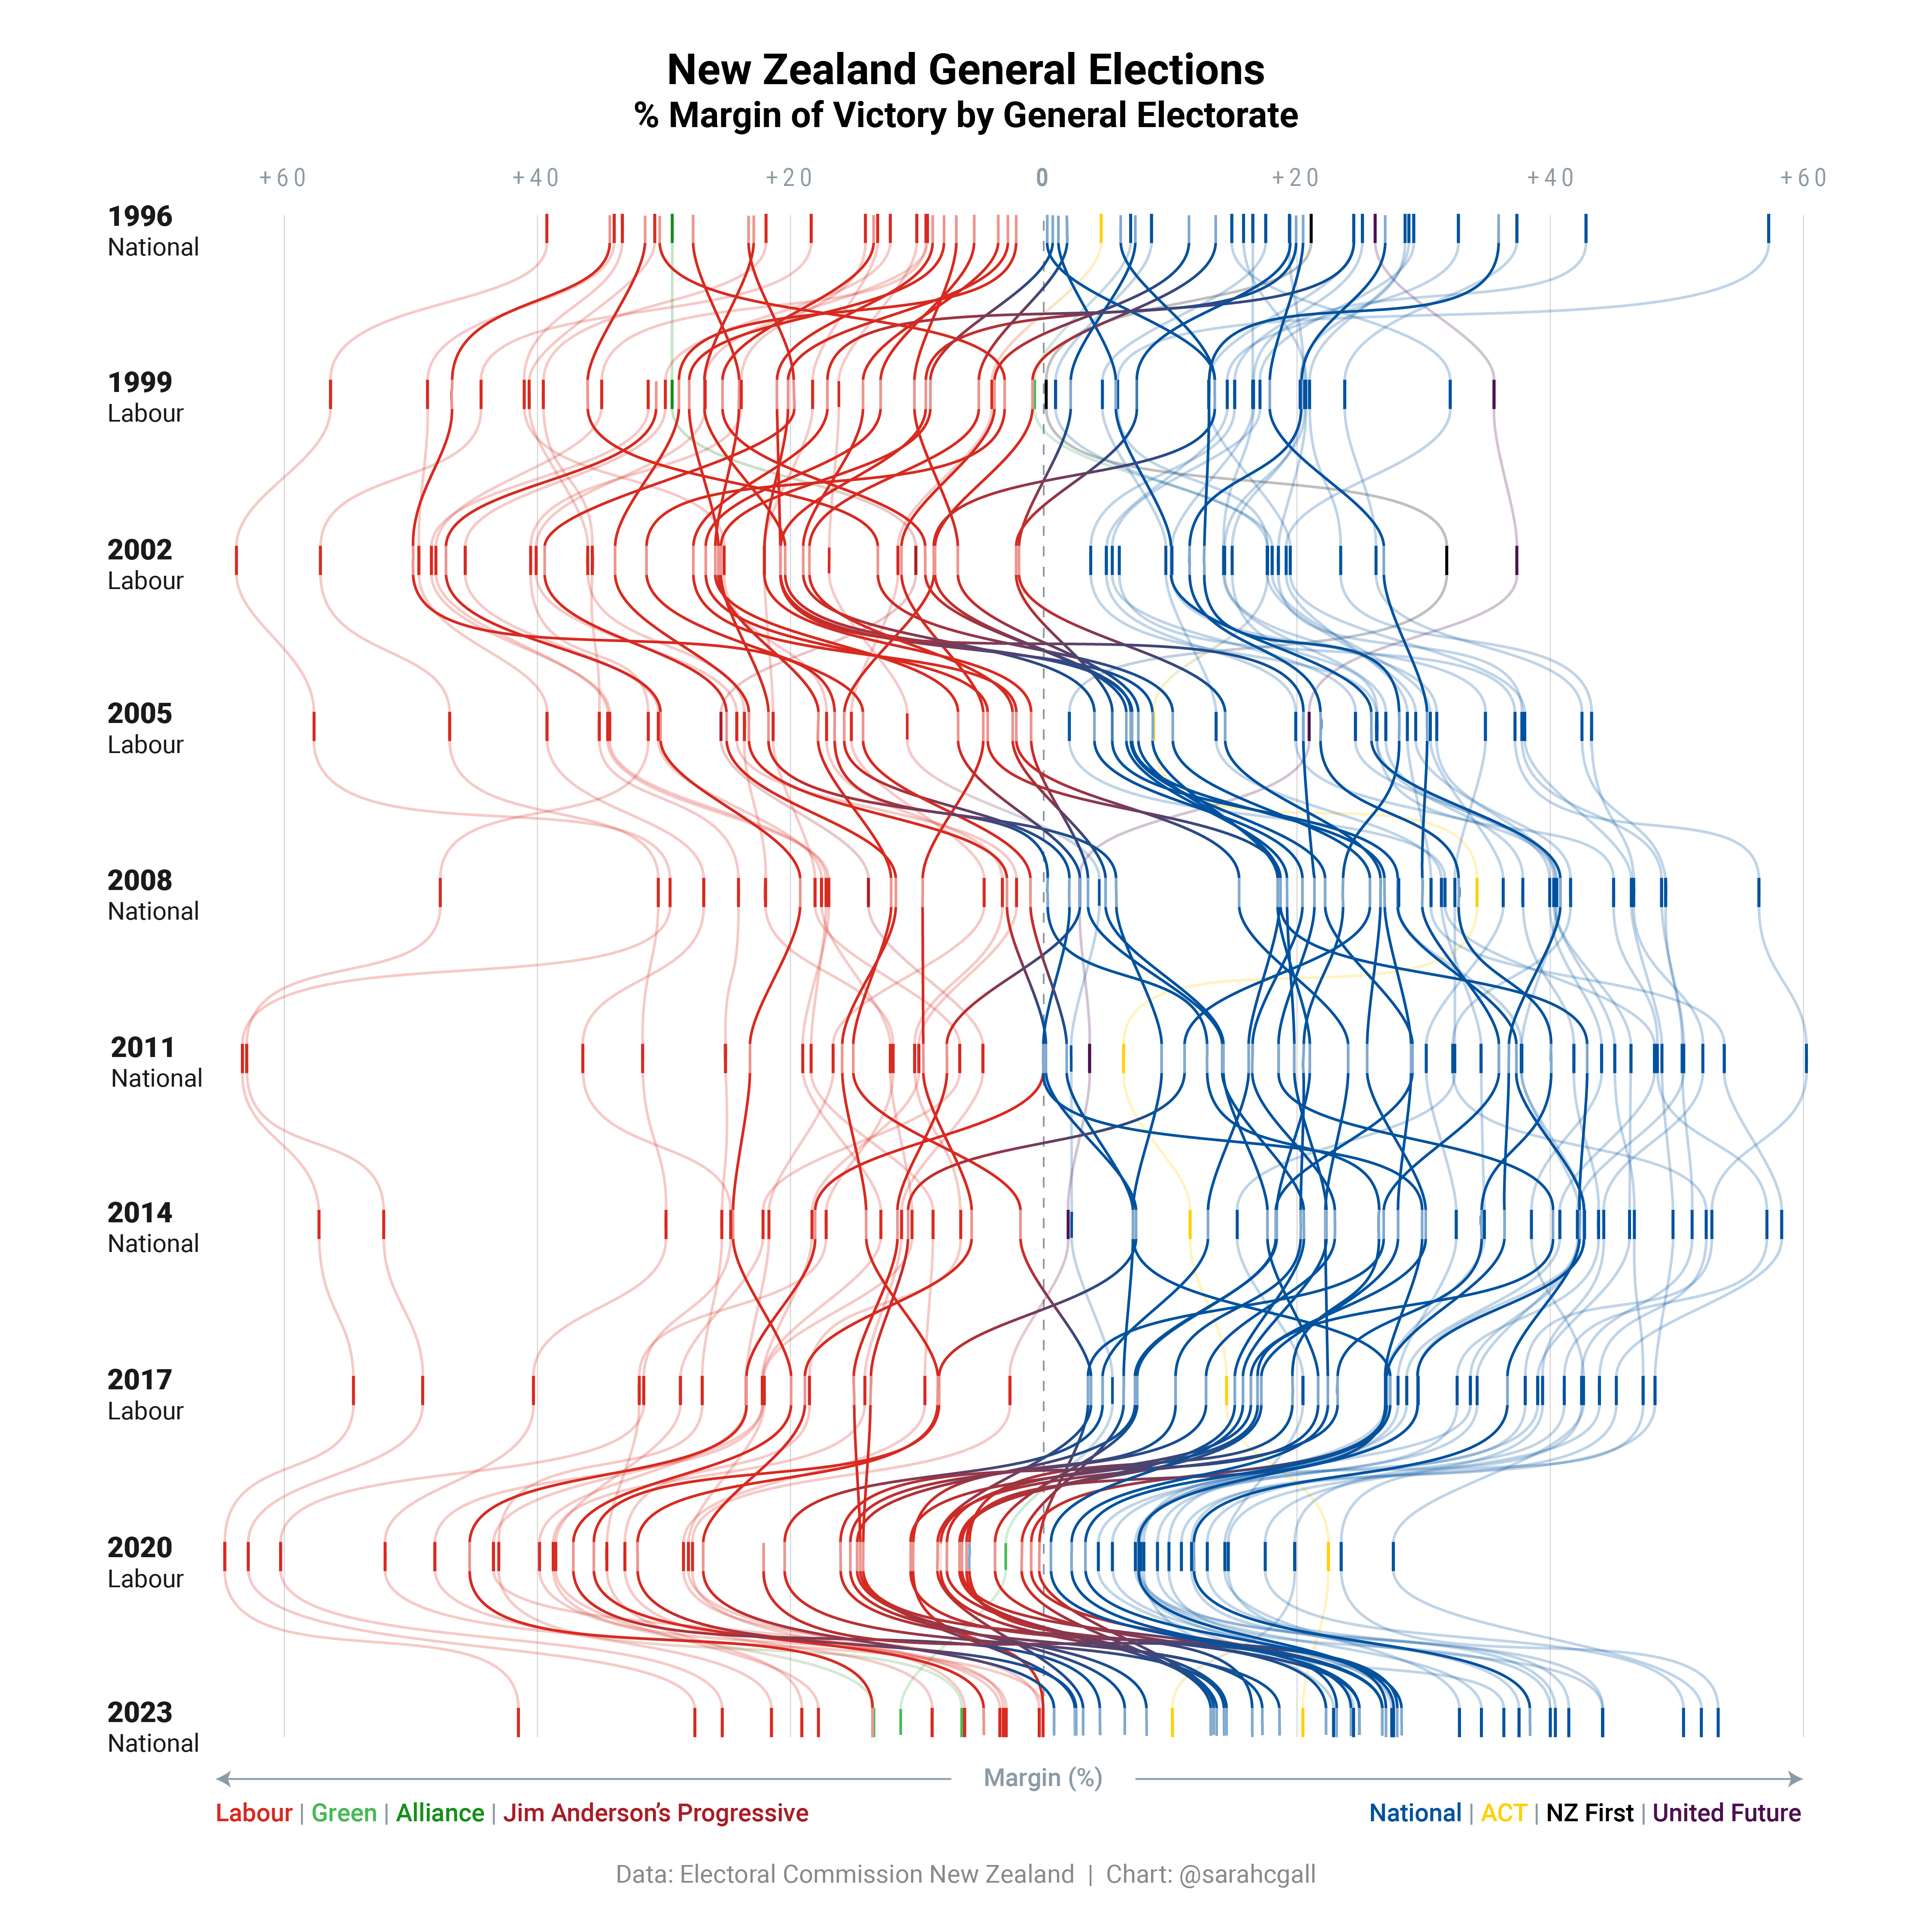 New Zealand General Elections
% Margin of Victory by General Electorate
+60 +40 +20 0 +20 +40 +60
1996
National
1999
Labour
2002
Labour
2005
Labour
2008
National
2011
National
2014
National
2017
Labour
2020
Labour
2023
National
Margin (%)
Labour | Green | Alliance | Jim Anderson's Progressive
National | ACT | NZ First | United Future
Data: Electoral Commission New Zealand | Chart: @sarahcgall